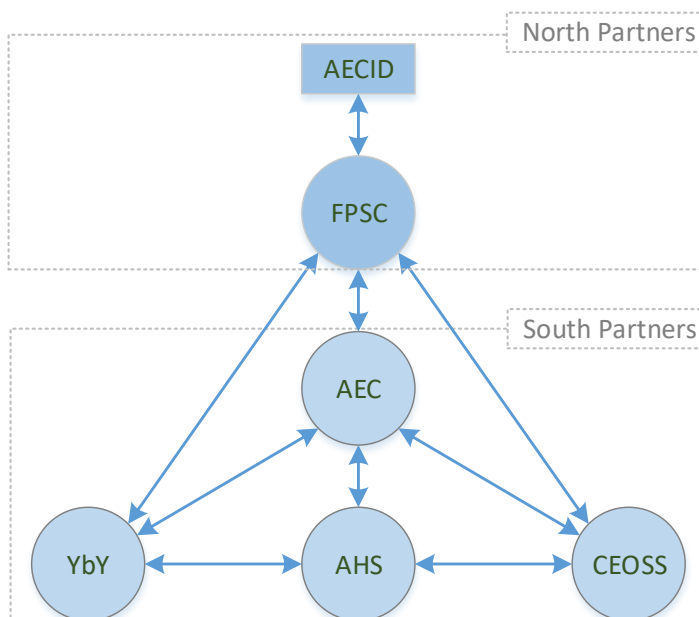 North Partners
AECID
FPSC
South Partners
AEC
YbY
AHS
CEOSS